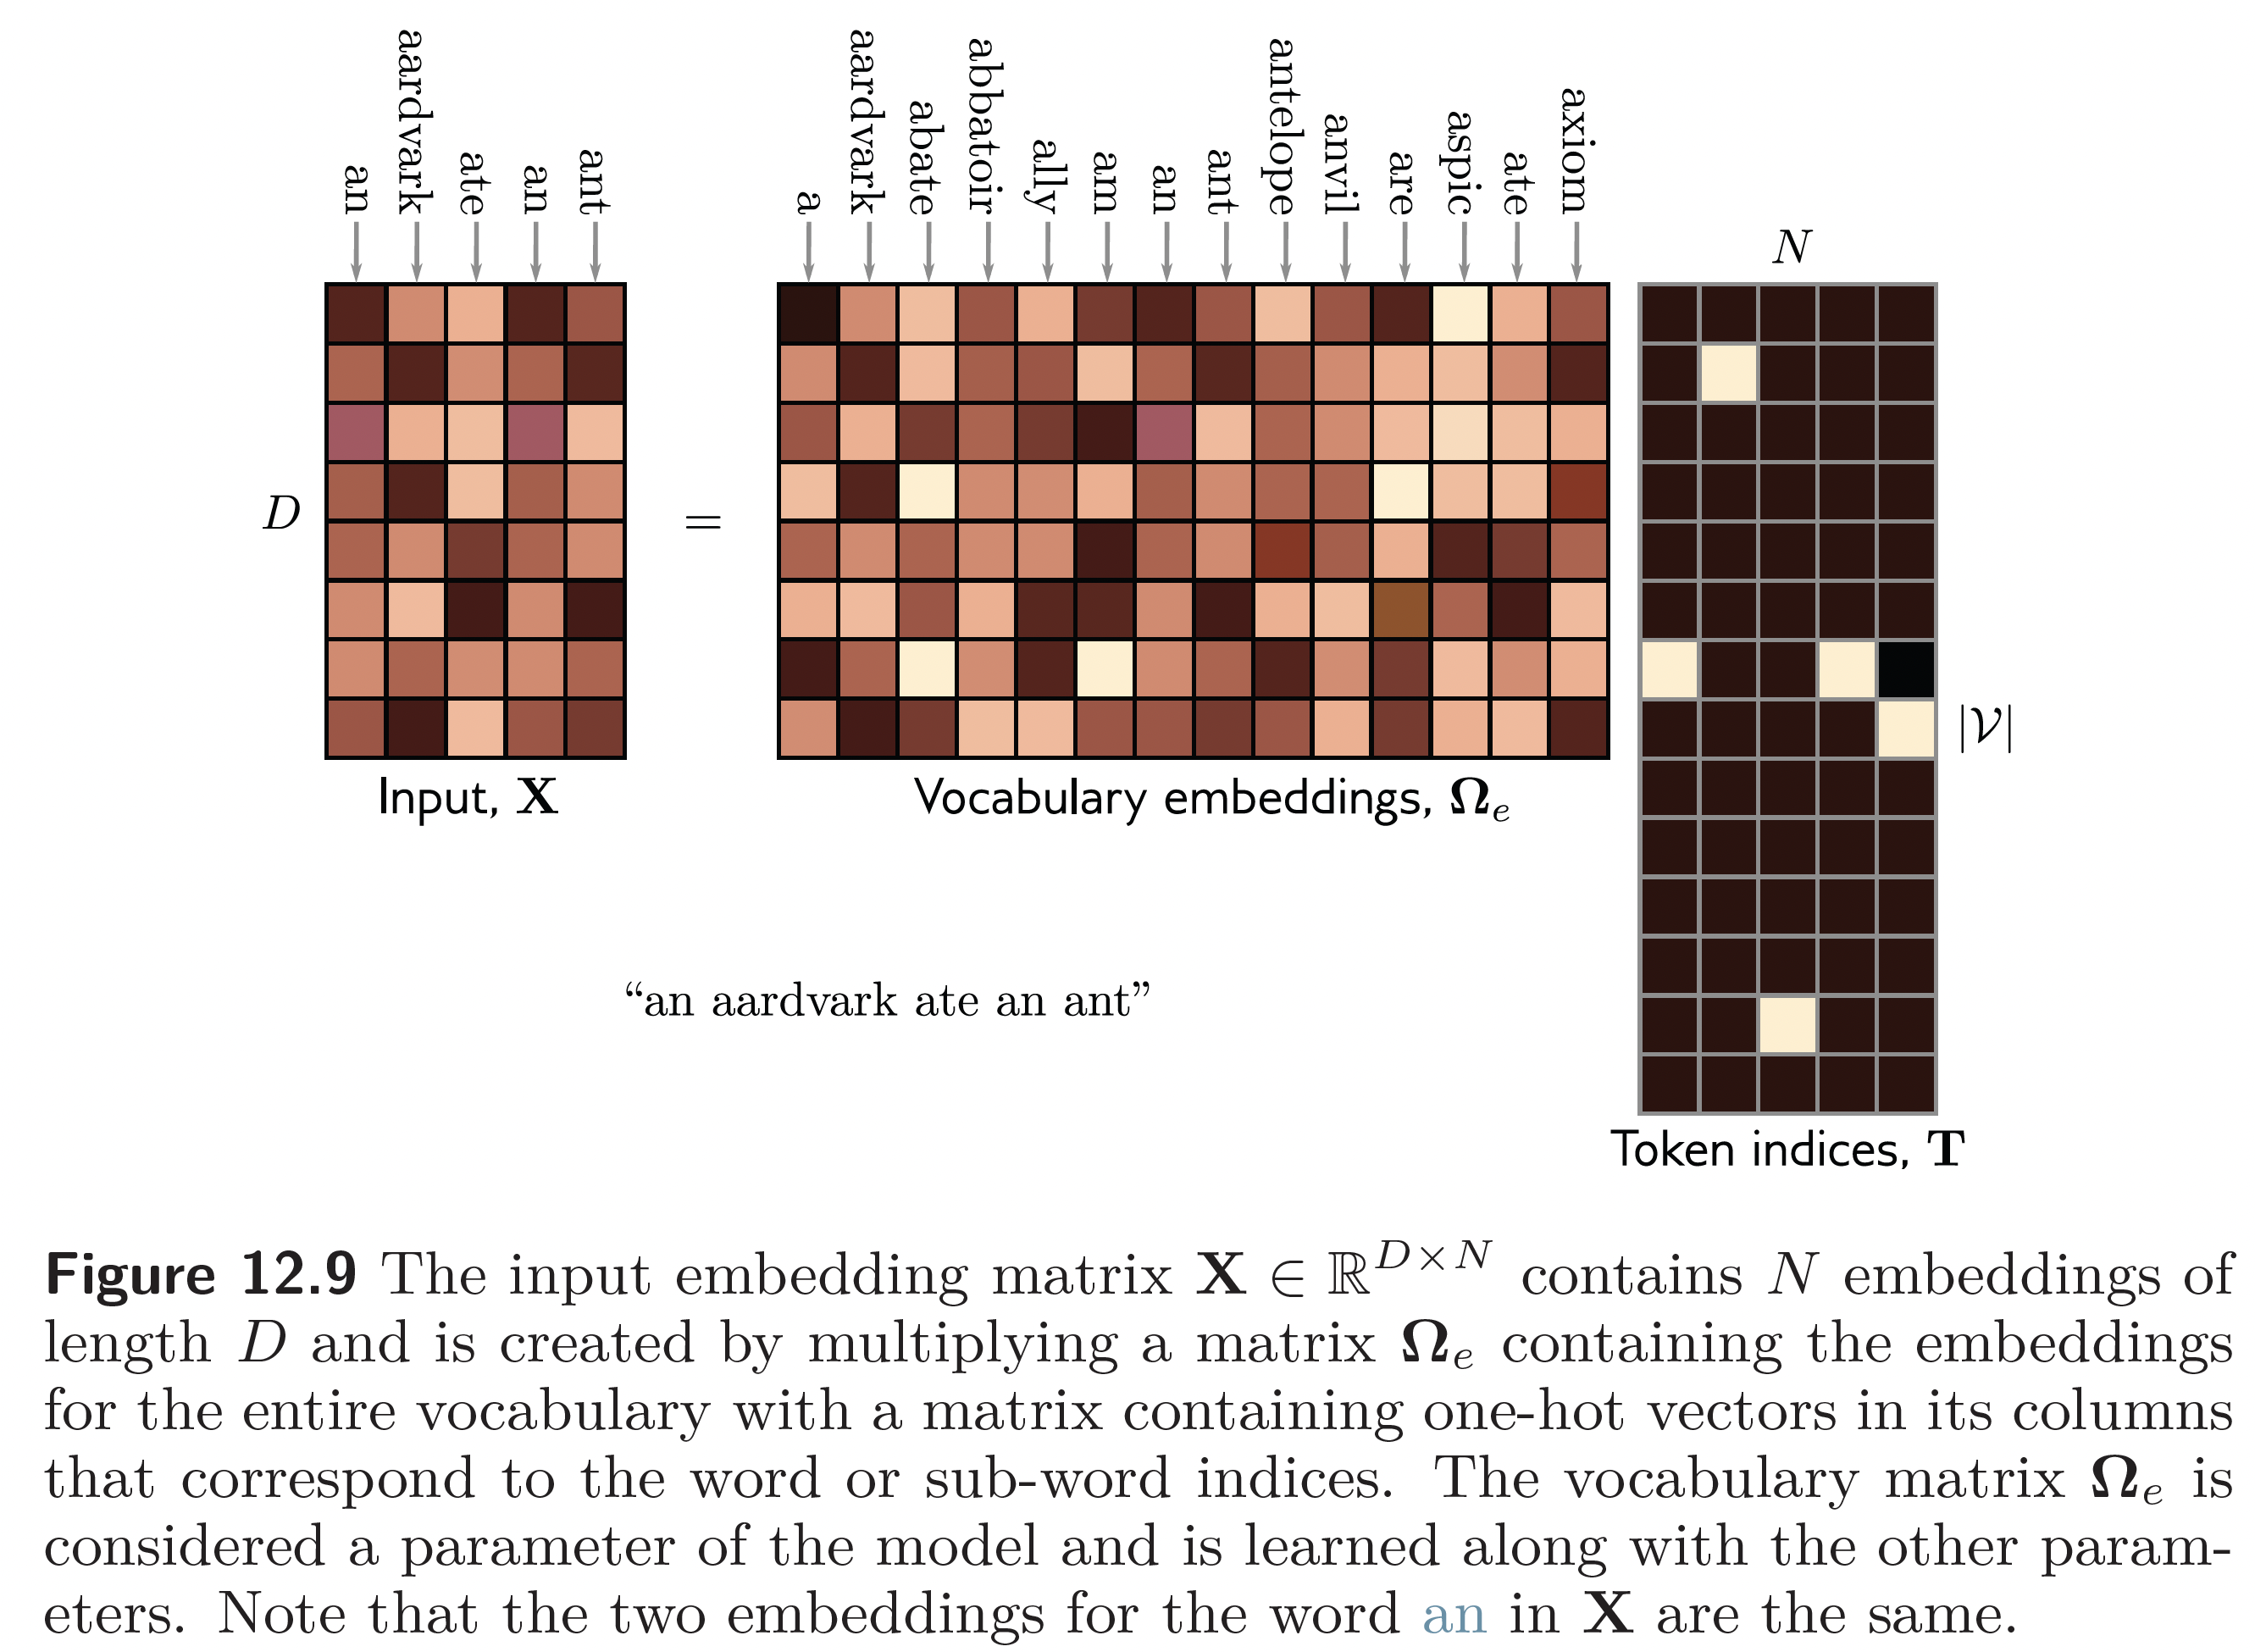 an
aardvark
ate
an
ant
a
aardvark
abate
abbatoir
ally
am
an
ant
antelope
anvil
are
aspic
ate
axiom
N
D
=
|𝒱|
Input, X
Vocabulary embeddings, Ωₑ
“an aardvark ate an ant”
Token indices, T
Figure 12.9 The input embedding matrix X ∈ ℝ^{D×N} contains N embeddings of
length D and is created by multiplying a matrix Ωₑ containing the embeddings
for the entire vocabulary with a matrix containing one-hot vectors in its columns
that correspond to the word or sub-word indices. The vocabulary matrix Ωₑ is
considered a parameter of the model and is learned along with the other param-
eters. Note that the two embeddings for the word an in X are the same.